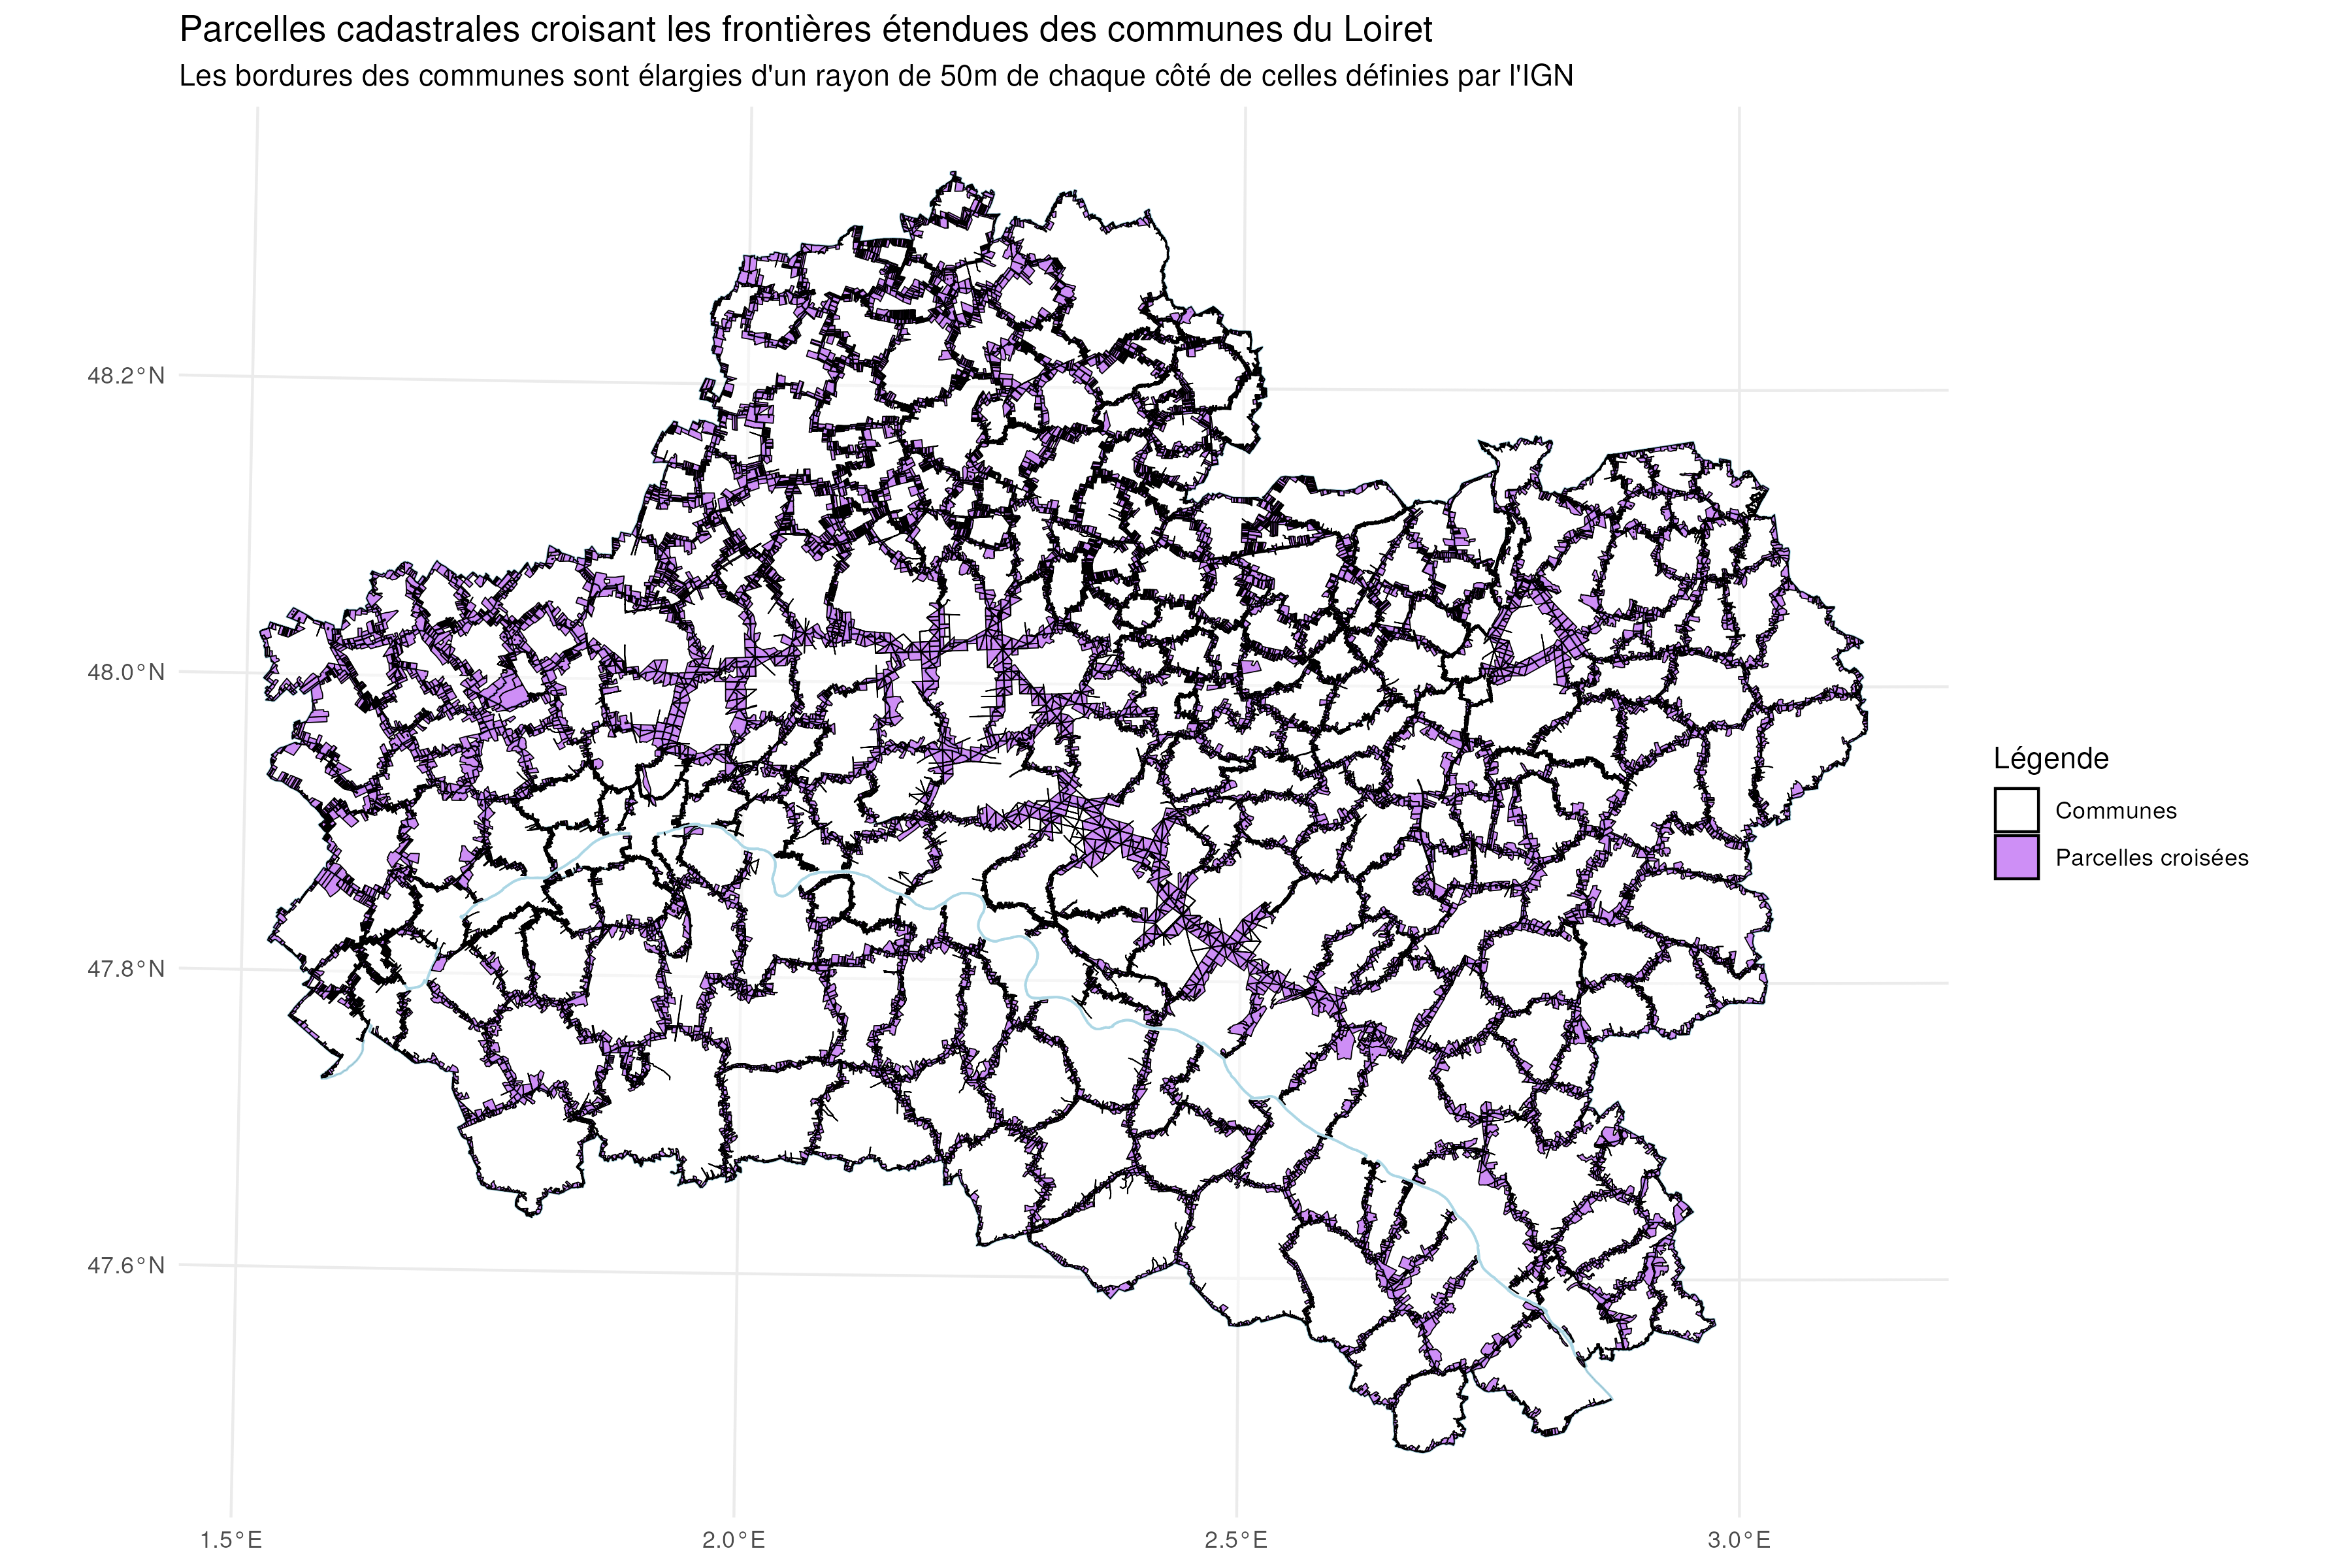 Parcelles cadastrales croisant les frontières étendues des communes du Loiret
Les bordures des communes sont élargies d'un rayon de 50m de chaque côté de celles définies par l'IGN
48.2°N
48.0°N
47.8°N
47.6°N
1.5°E
2.0°E
2.5°E
3.0°E
Légende
Communes
Parcelles croisées